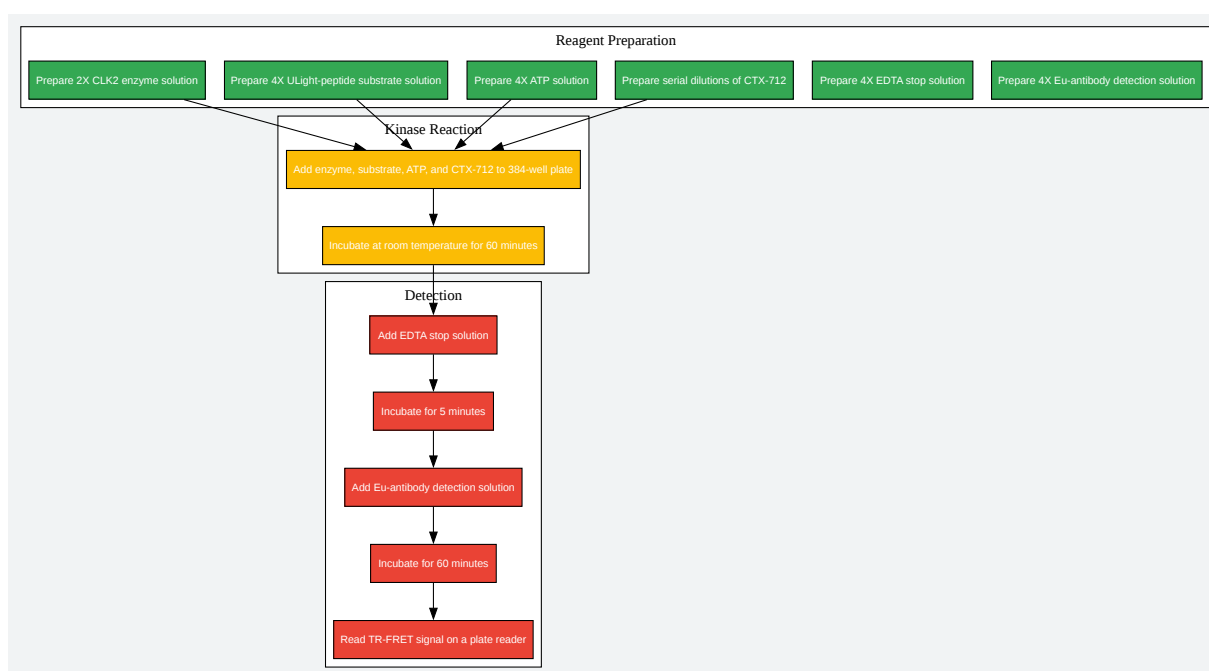 Reagent Preparation
Prepare 2X CLK2 enzyme solution
Prepare 4X ULight-peptide substrate solution
Prepare 4X ATP solution
Prepare serial dilutions of CTX-712
Prepare 4X EDTA stop solution
Prepare 4X Eu-antibody detection solution
Kinase Reaction
Add enzyme, substrate, ATP, and CTX-712 to 384-well plate
Incubate at room temperature for 60 minutes
Detection
Add EDTA stop solution
Incubate for 5 minutes
Add Eu-antibody detection solution
Incubate for 60 minutes
Read TR-FRET signal on a plate reader